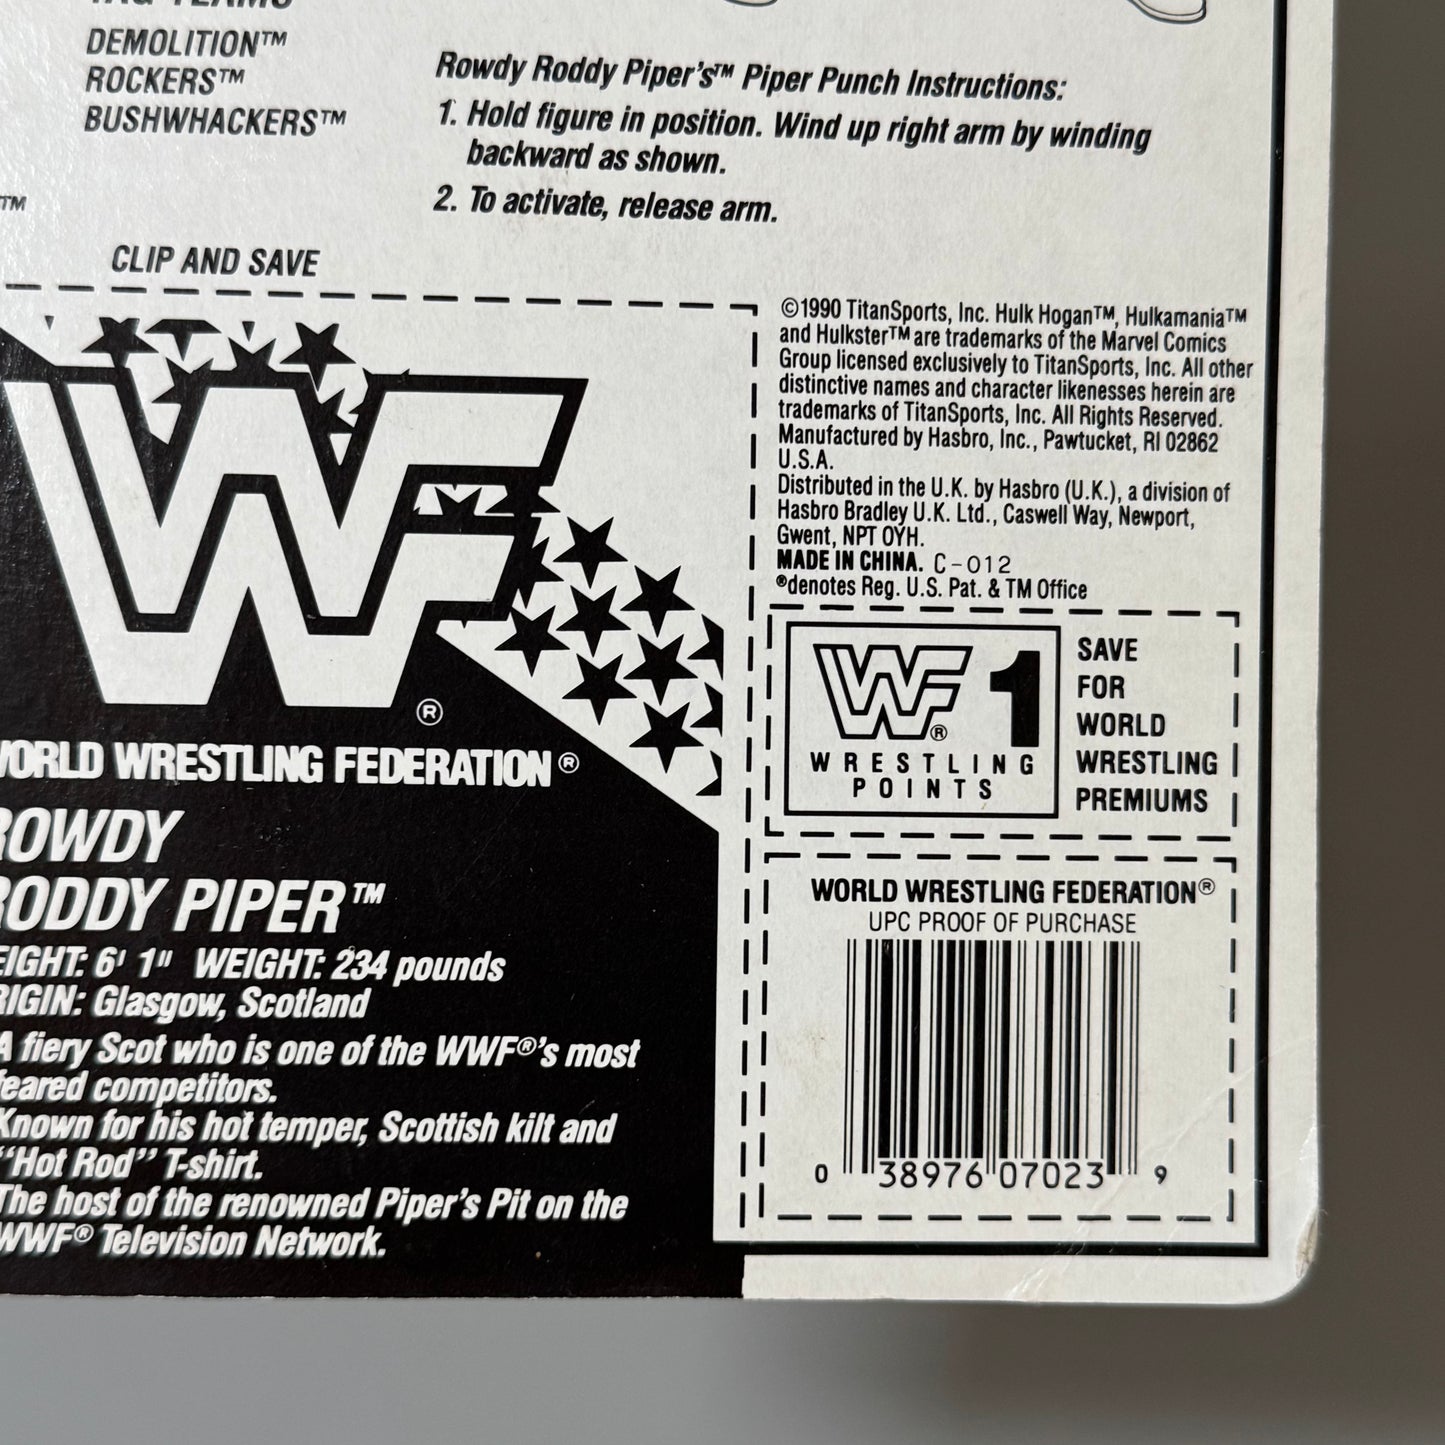 TAG TEAMS
DEMOLITION™
ROCKERS™
BUSHWHACKERS™
™
Rowdy Roddy Piper's™ Piper Punch Instructions:
1. Hold figure in position. Wind up right arm by winding
backward as shown.
2. To activate, release arm.
CLIP AND SAVE
WF
®
WORLD WRESTLING FEDERATION®
ROWDY
RODDY PIPER™
HEIGHT: 6' 1" WEIGHT: 234 pounds
ORIGIN: Glasgow, Scotland
A fiery Scot who is one of the WWF®'s most
feared competitors.
Known for his hot temper, Scottish kilt and
"Hot Rod" T-shirt.
The host of the renowned Piper's Pit on the
WWF® Television Network.
©1990 TitanSports, Inc. Hulk Hogan™, Hulkamania™
and Hulkster™ are trademarks of the Marvel Comics
Group licensed exclusively to TitanSports, Inc. All other
distinctive names and character likenesses herein are
trademarks of TitanSports, Inc. All Rights Reserved.
Manufactured by Hasbro, Inc., Pawtucket, RI 02862
U.S.A.
Distributed in the U.K. by Hasbro (U.K.), a division of
Hasbro Bradley U.K. Ltd., Caswell Way, Newport,
Gwent, NPT OYH.
MADE IN CHINA. C-012
®denotes Reg. U.S. Pat. & TM Office
WF® 1
WRESTLING
POINTS
SAVE
FOR
WORLD
WRESTLING
PREMIUMS
WORLD WRESTLING FEDERATION®
UPC PROOF OF PURCHASE
0 38976 07023 9